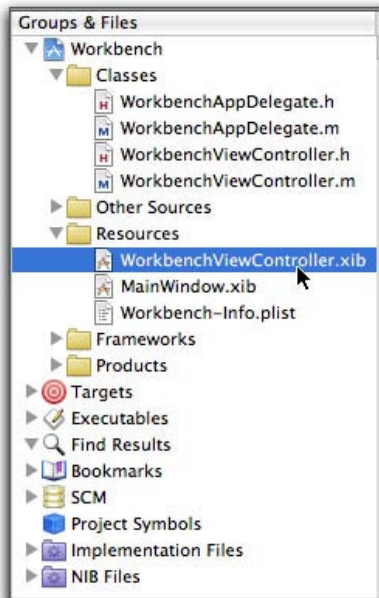 Groups & Files
Workbench
Classes
WorkbenchAppDelegate.h
WorkbenchAppDelegate.m
WorkbenchViewController.h
WorkbenchViewController.m
Other Sources
Resources
WorkbenchViewController.xib
MainWindow.xib
Workbench-Info.plist
Frameworks
Products
Targets
Executables
Find Results
Bookmarks
SCM
Project Symbols
Implementation Files
NIB Files